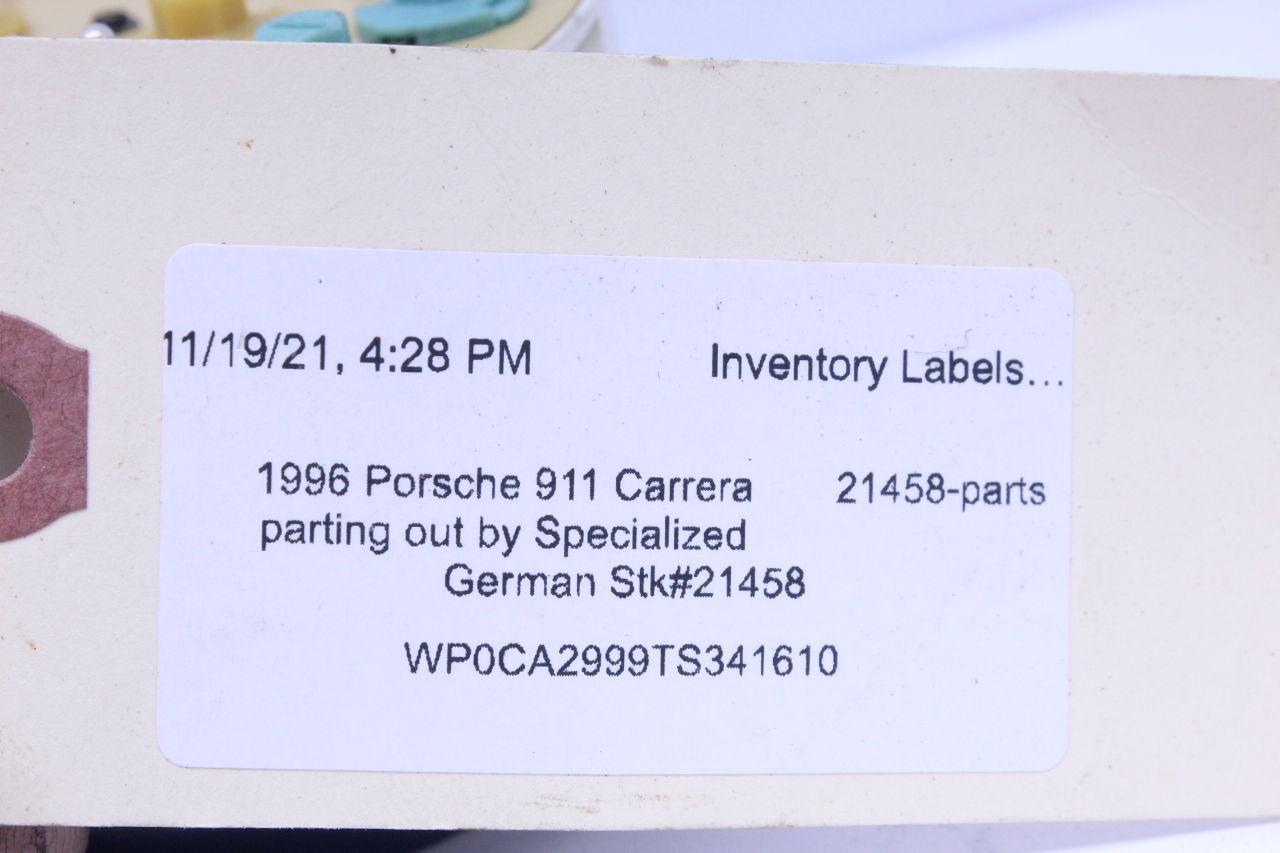 11/19/21, 4:28 PM Inventory Labels...
1996 Porsche 911 Carrera 21458-parts
parting out by Specialized
German Stk#21458
WP0CA2999TS341610